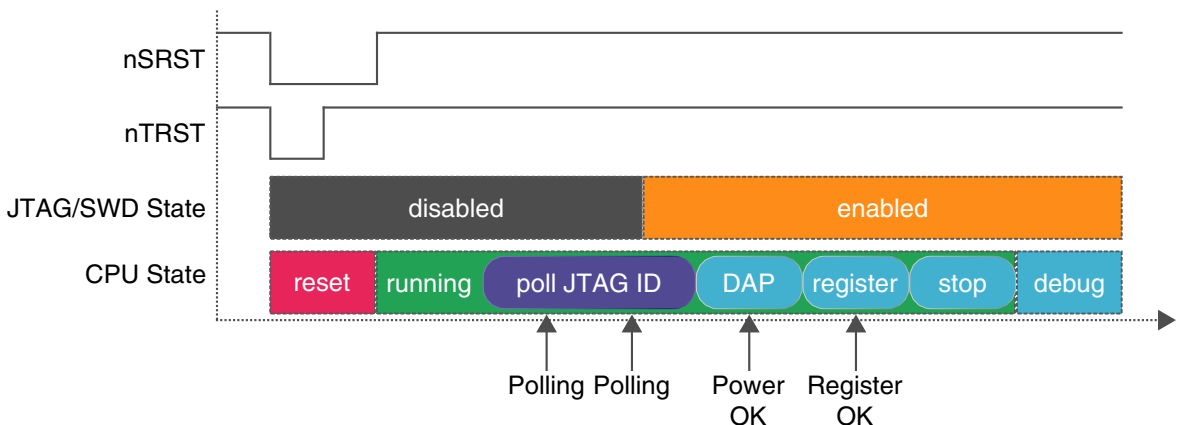 nSRST
nTRST
JTAG/SWD State
disabled
enabled
CPU State
reset
running
poll JTAG ID
DAP
register
stop
debug
Polling
Polling
Power
OK
Register
OK